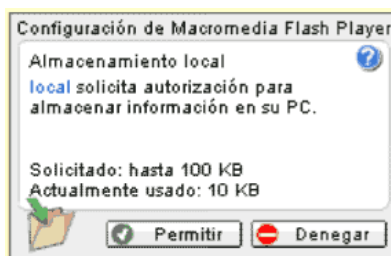 Configuración de Macromedia Flash Player
Almacenamiento local
local solicita autorización para
almacenar información en su PC.
Solicitado: hasta 100 KB
Actualmente usado: 10 KB
Permitir
Denegar